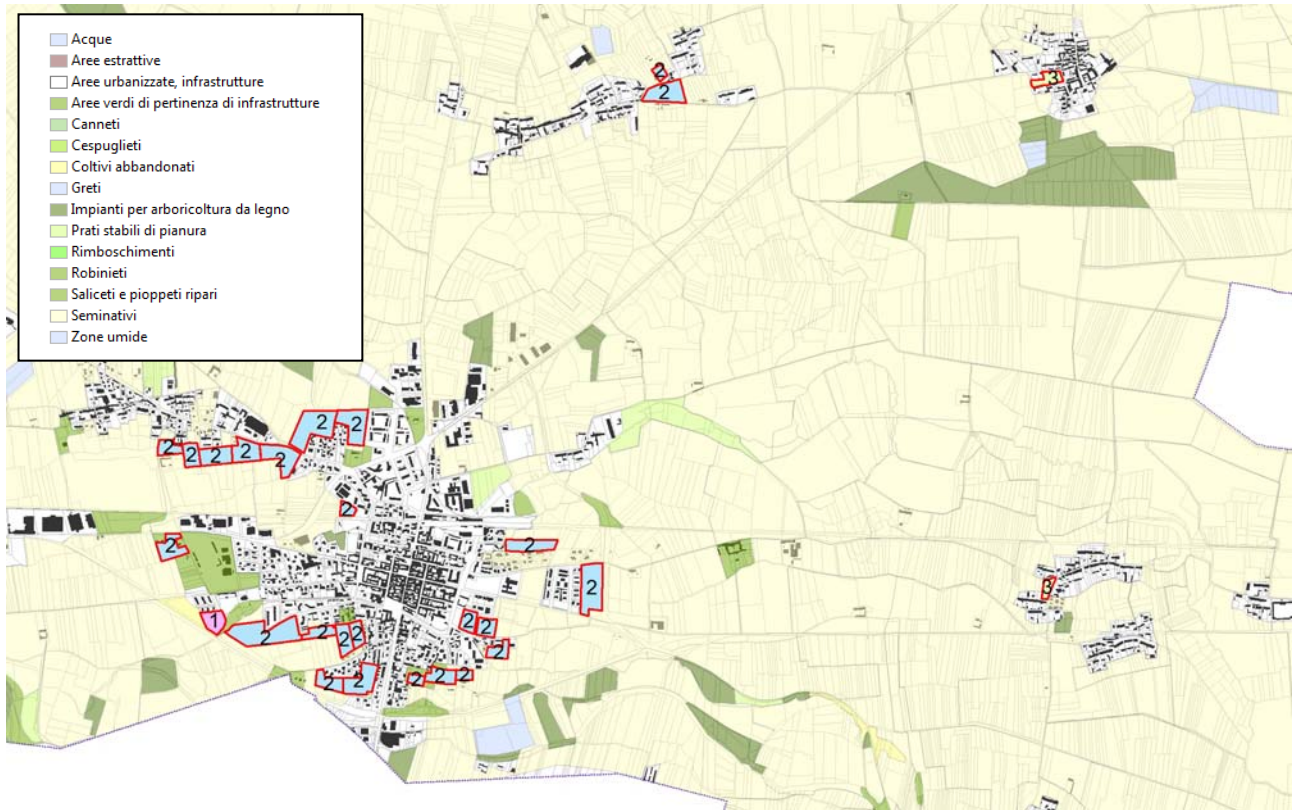 Acque
Aree estrattive
Aree urbanizzate, infrastrutture
Aree verdi di pertinenza di infrastrutture
Canneti
Cespuglieti
Coltivi abbandonati
Greti
Impianti per arboricoltura da legno
Prati stabili di pianura
Rimboschimenti
Robinieti
Saliceti e pioppeti ripari
Seminativi
Zone umide
2
2
3
2 2
2 2 2 2 2
2
2 2
2
3
1
2 2 2 2
2 2
2
2 2
2 2 2